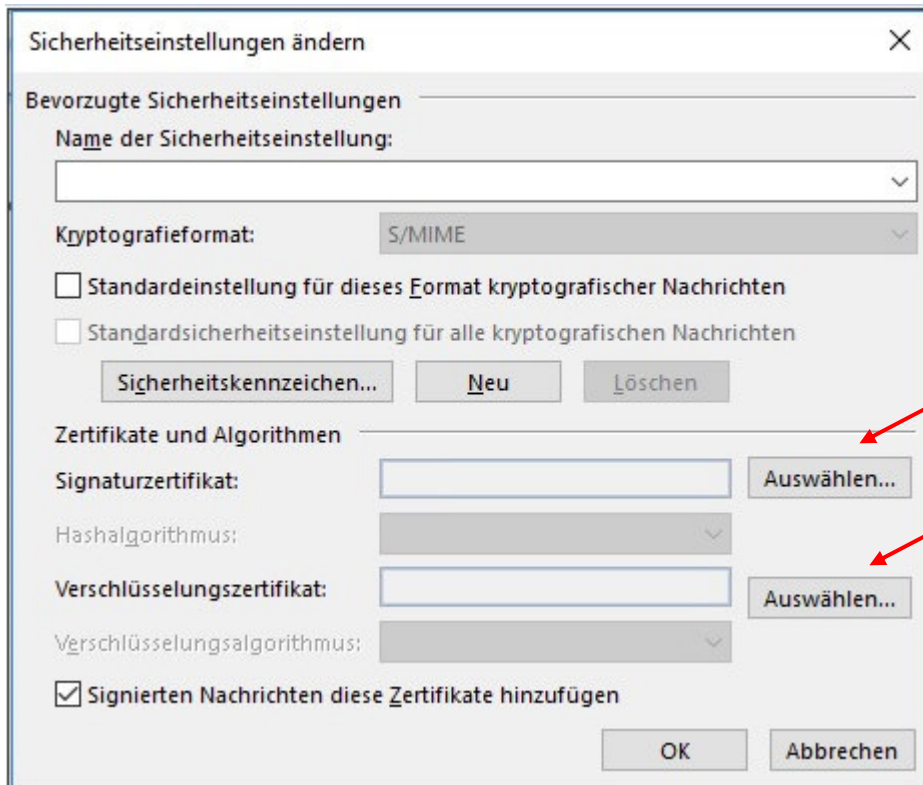 Sicherheitseinstellungen ändern
Bevorzugte Sicherheitseinstellungen
Name der Sicherheitseinstellung:
Kryptografieformat: S/MIME
Standardeinstellung für dieses Format kryptografischer Nachrichten
Standardsicherheitseinstellung für alle kryptografischen Nachrichten
Sicherheitskennzeichen... Neu Löschen
Zertifikate und Algorithmen
Signaturzertifikat: Auswählen...
Hashalgorithmus:
Verschlüsselungszertifikat: Auswählen...
Verschlüsselungsalgorithmus:
Signierten Nachrichten diese Zertifikate hinzufügen
OK Abbrechen